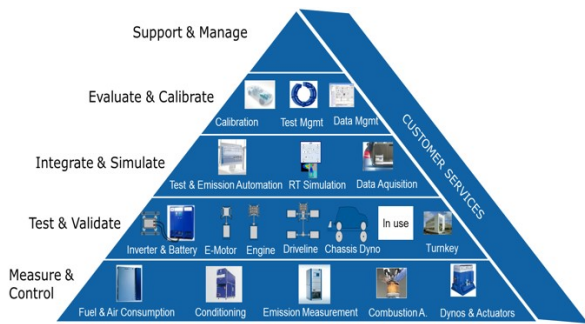 Support & Manage
Evaluate & Calibrate
Calibration
Test Mgmt
Data Mgmt
Integrate & Simulate
Test & Emission Automation
RT Simulation
Data Aquisition
Test & Validate
In use
Inverter & Battery
E-Motor
Engine
Driveline
Chassis Dyno
Turnkey
Measure &
Control
Fuel & Air Consumption
Conditioning
Emission Measurement
Combustion A.
Dynos & Actuators
CUSTOMER SERVICES